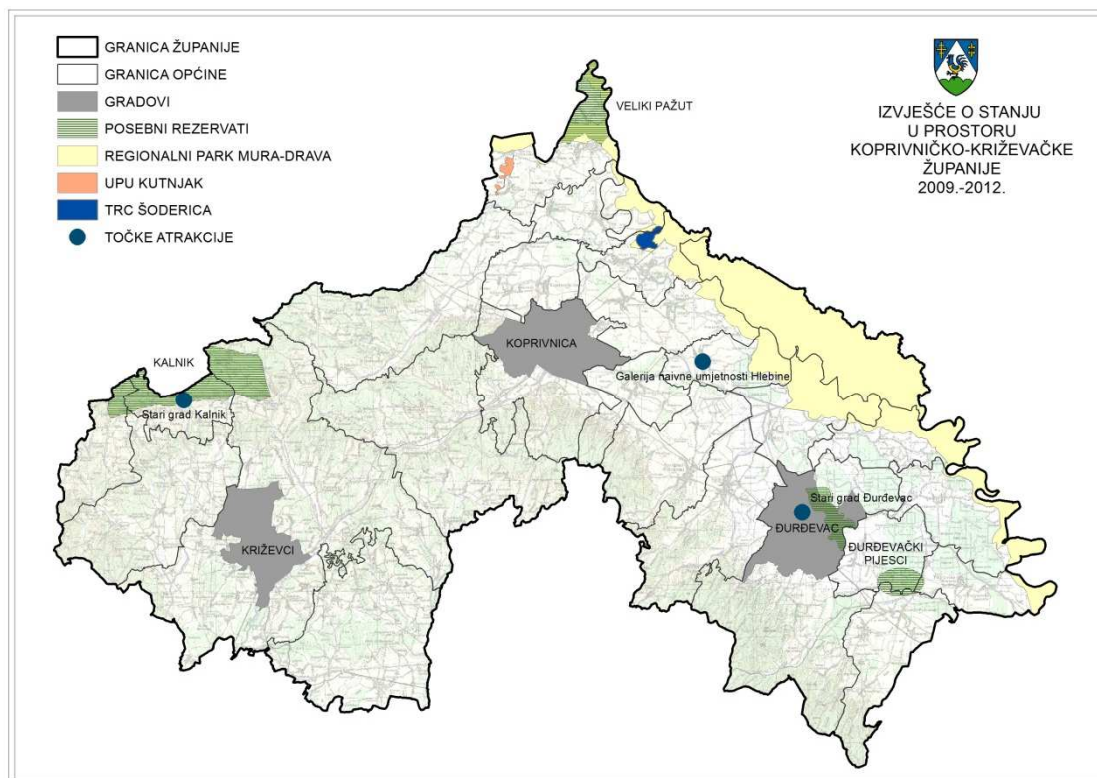 GRANICA ŽUPANIJE
GRANICA OPĆINE
GRADOVI
POSEBNI REZERVATI
REGIONALNI PARK MURA-DRAVA
UPU KUTNJAK
TRC ŠODERICA
TOČKE ATRAKCIJE
IZVJEŠĆE O STANJU
U PROSTORU
KOPRIVNIČKO-KRIŽEVAČKE
ŽUPANIJE
2009.-2012.
VELIKI PAŽUT
KOPRIVNICA
KALNIK
Galerija naivne umjetnosti Hlebine
Stari grad Kalnik
Stari grad Đurđevac
ĐURĐEVAC
KRIŽEVCI
ĐURĐEVAČKI
PIJESCI